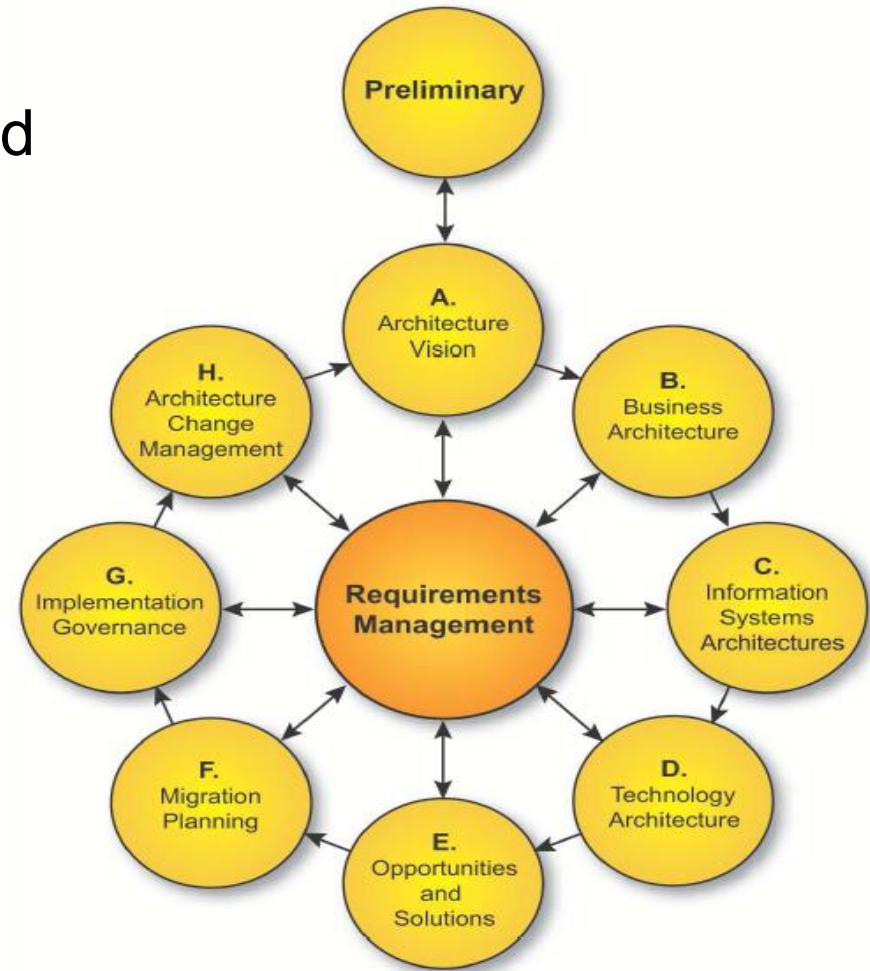 Preliminary
d
A.
Architecture
Vision
B.
Business
Architecture
C.
Information
Systems
Architectures
D.
Technology
Architecture
E.
Opportunities
and
Solutions
F.
Migration
Planning
G.
Implementation
Governance
H.
Architecture
Change
Management
Requirements
Management